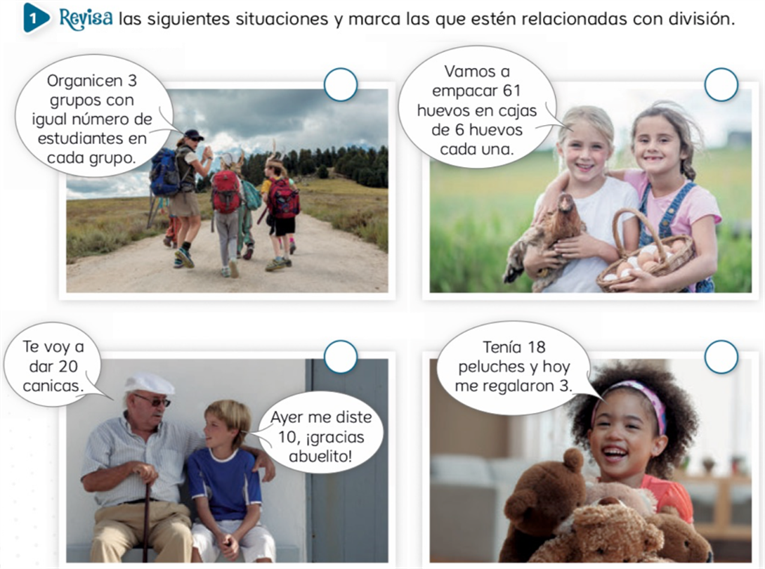 1 Revisa las siguientes situaciones y marca las que estén relacionadas con división.
Organicen 3
grupos con
igual número de
estudiantes en
cada grupo.
Vamos a
empacar 61
huevos en cajas
de 6 huevos
cada una.
Te voy a
dar 20
canicas.
Ayer me diste
10, ¡gracias
abuelito!
Tenía 18
peluches y hoy
me regalaron 3.